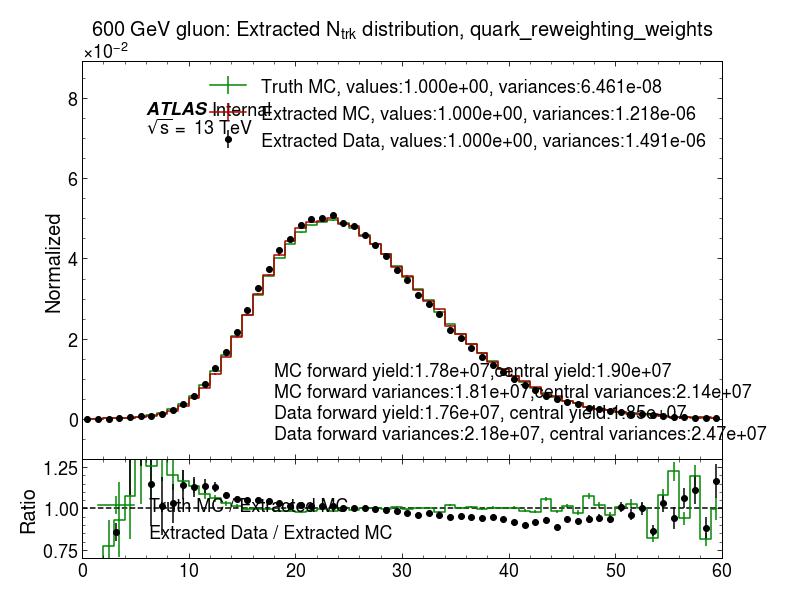 600 GeV gluon: Extracted Ntrk distribution, quark_reweighting_weights
×10−2
Truth MC, values:1.000e+00, variances:6.461e-08
ATLAS Internal
Extracted MC, values:1.000e+00, variances:1.218e-06
√s = 13 TeV
Extracted Data, values:1.000e+00, variances:1.491e-06
8
6
4
2
0
Normalized
MC forward yield:1.78e+07,central yield:1.90e+07
MC forward variances:1.81e+07,central variances:2.14e+07
Data forward yield:1.76e+07, central yield:1.85e+07
Data forward variances:2.18e+07, central variances:2.47e+07
1.25
1.00
0.75
Ratio
Truth MC / Extracted MC
Extracted Data / Extracted MC
0 10 20 30 40 50 60